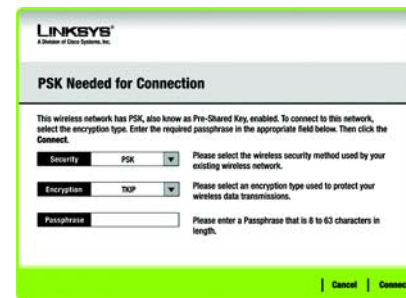 LINKSYS®
A Division of Cisco Systems, Inc.
PSK Needed for Connection
This wireless network has PSK, also know as Pre-Shared Key, enabled. To connect to this network,
select the encryption type. Enter the required passphrase in the appropriate field below. Then click the
Connect.
Security PSK Please select the wireless security method used by your
existing wireless network.
Encryption TKIP Please select an encryption type used to protect your
wireless data transmissions.
Passphrase Please enter a Passphrase that is 8 to 63 characters in
length.
Cancel Connec